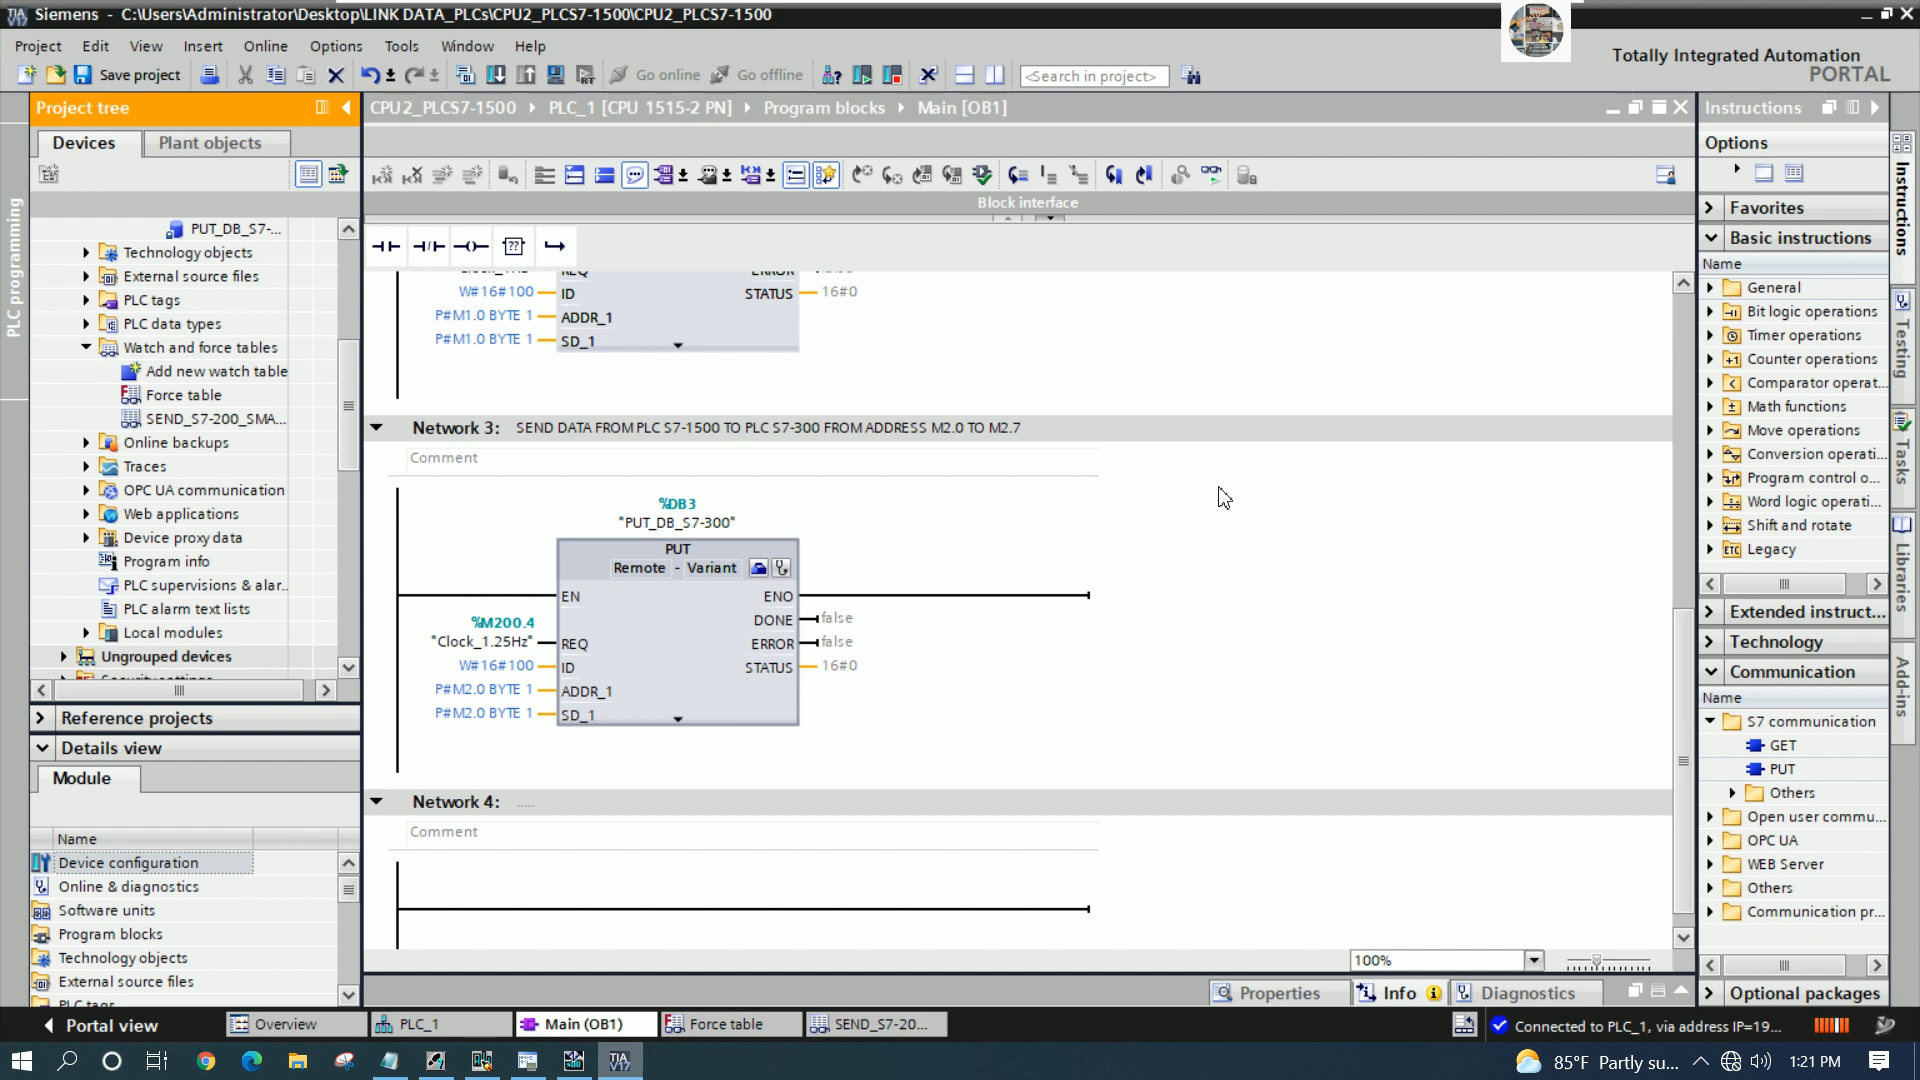 Siemens - C:\Users\Administrator\Desktop\LINK DATA_PLCs\CPU2_PLCS7-1500\CPU2_PLCS7-1500
Project Edit View Insert Online Options Tools Window Help
Totally Integrated Automation
PORTAL
Save project Go online Go offline <Search in project>
Project tree
CPU2_PLCS7-1500 PLC_1 [CPU 1515-2 PN] Program blocks Main [OB1]
Instructions
Devices Plant objects
Options
Block interface
PLC programming
PUT_DB_S7-...
Technology objects
External source files
PLC tags
PLC data types
Watch and force tables
Add new watch table
Force table
SEND_S7-200_SMA...
Online backups
Traces
OPC UA communication
Web applications
Device proxy data
Program info
PLC supervisions & alar..
PLC alarm text lists
Local modules
Ungrouped devices
Reference projects
Details view
Module
Name
Device configuration
Online & diagnostics
Software units
Program blocks
Technology objects
External source files
PLC tags
REQ ERROR
W#16#100 ID STATUS 16#0
P#M1.0 BYTE 1 ADDR_1
P#M1.0 BYTE 1 SD_1
Network 3: SEND DATA FROM PLC S7-1500 TO PLC S7-300 FROM ADDRESS M2.0 TO M2.7
Comment
%DB3
"PUT_DB_S7-300"
PUT
Remote - Variant
EN ENO
DONE false
%M200.4
"Clock_1.25Hz" REQ ERROR false
W#16#100 ID STATUS 16#0
P#M2.0 BYTE 1 ADDR_1
P#M2.0 BYTE 1 SD_1
Network 4: .....
Comment
100%
Properties Info Diagnostics
Favorites
Basic instructions
Name
General
Bit logic operations
Timer operations
Counter operations
Comparator operat...
Math functions
Move operations
Conversion operati...
Program control o...
Word logic operati...
Shift and rotate
Legacy
Extended instruct...
Technology
Communication
Name
S7 communication
GET
PUT
Others
Open user commu...
OPC UA
WEB Server
Others
Communication pr...
Optional packages
Instructions
Testing
Tasks
Libraries
Add-ins
Portal view Overview PLC_1 Main (OB1) Force table SEND_S7-20... Connected to PLC_1, via address IP=19...
85°F Partly su... 1:21 PM